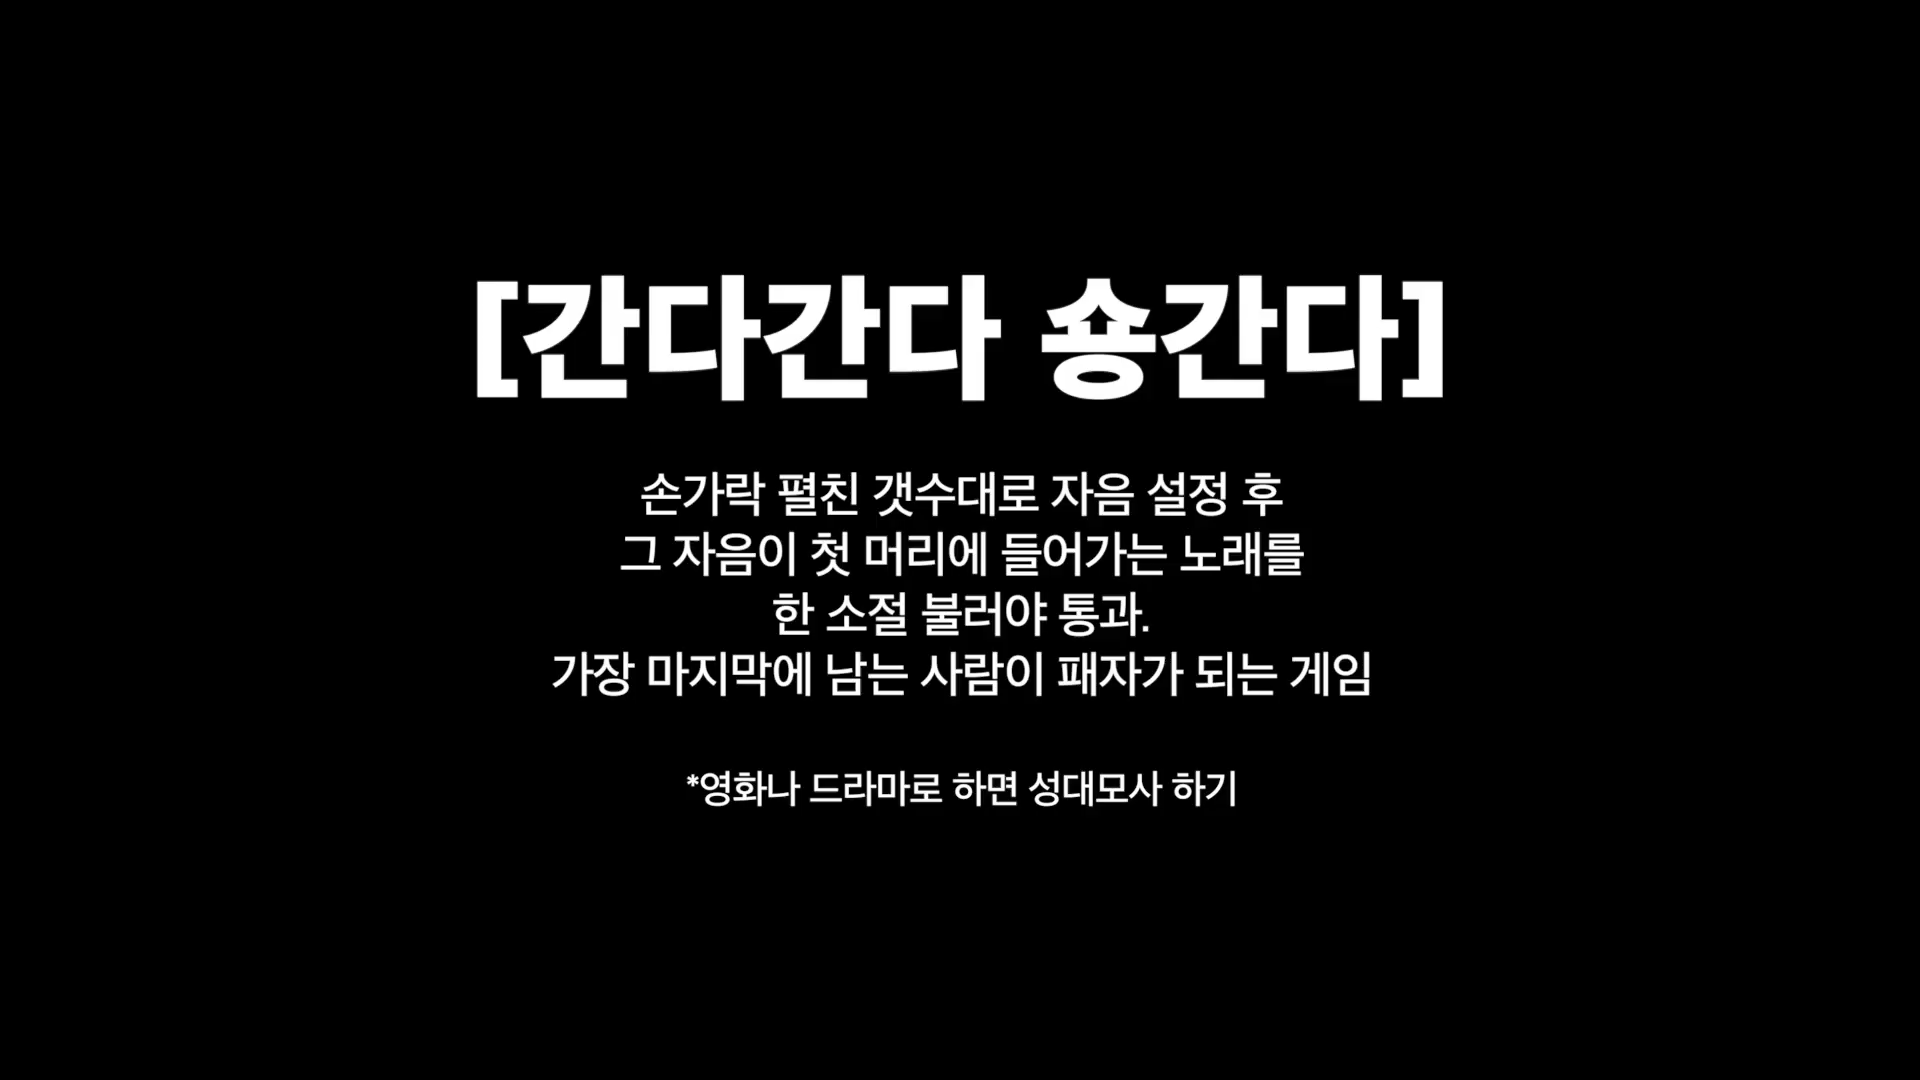 [간다간다 숑간다]
손가락 펼친 갯수대로 자음 설정 후
그 자음이 첫 머리에 들어가는 노래를
한 소절 불러야 통과.
가장 마지막에 남는 사람이 패자가 되는 게임
*영화나 드라마로 하면 성대모사 하기